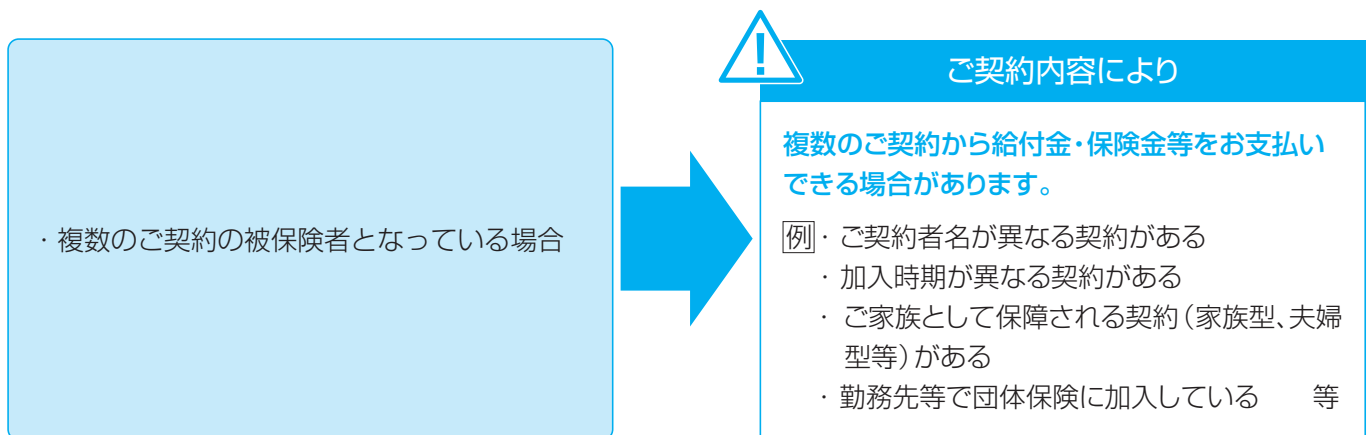 ・複数のご契約の被保険者となっている場合
ご契約内容により
複数のご契約から給付金・保険金等をお支払い
できる場合があります。
例・ご契約者名が異なる契約がある
・加入時期が異なる契約がある
・ご家族として保障される契約（家族型、夫婦
型等）がある
・勤務先等で団体保険に加入している　等